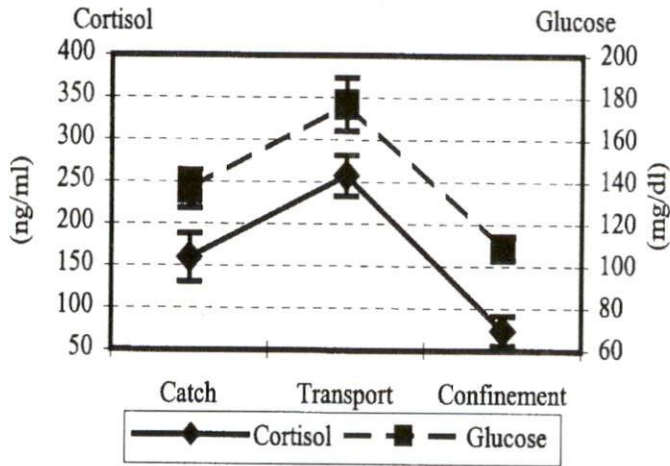 Cortisol Glucose
400 200
350 180
300 160
250 140
200 120
150 100
100 80
50 60
(ng/ml)
(mg/dl)
Catch Transport Confinement
Cortisol Glucose